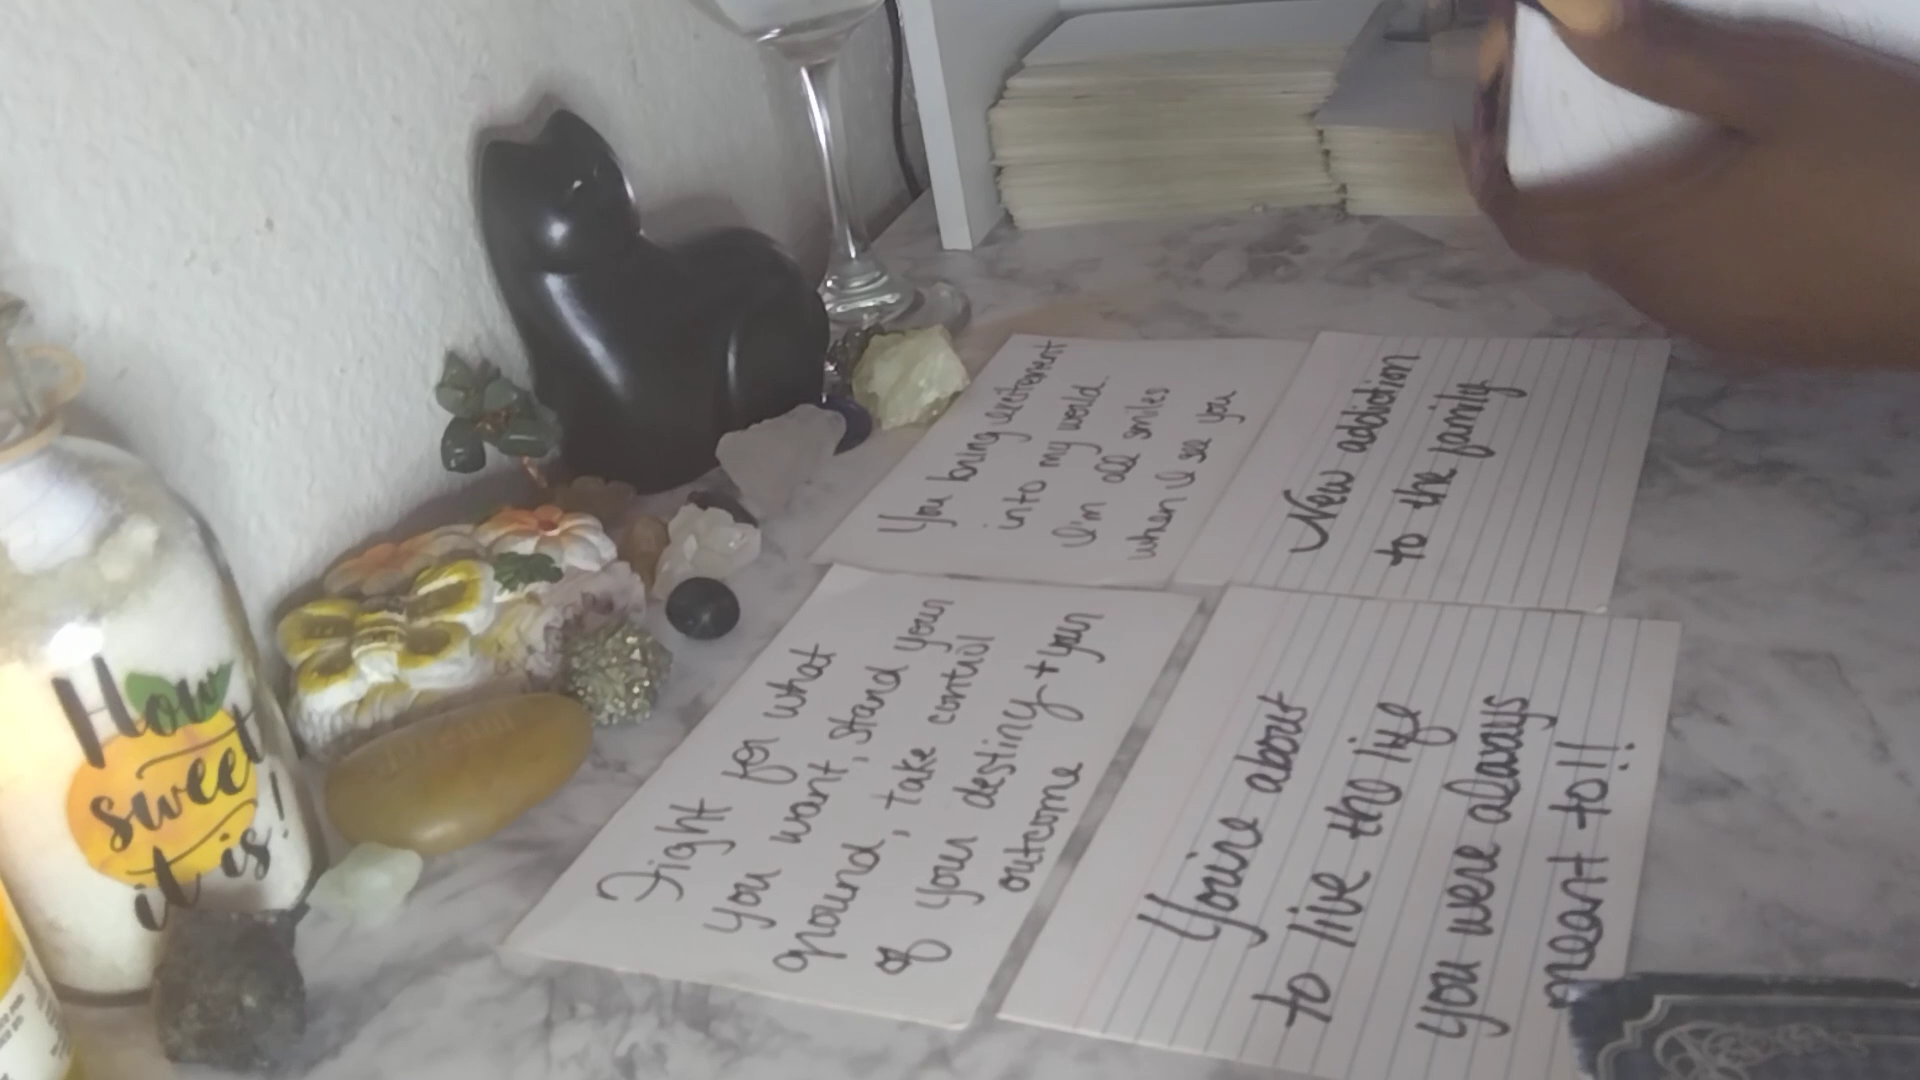 You bring excitement
into my world.
I'm all smiles
when I see you
New addiction
to the family
Fight for what
you want, stand your
ground, take control
of your destiny + your
outcome
You're about
to live the life
you were always
meant to!!
How
sweet
it is!